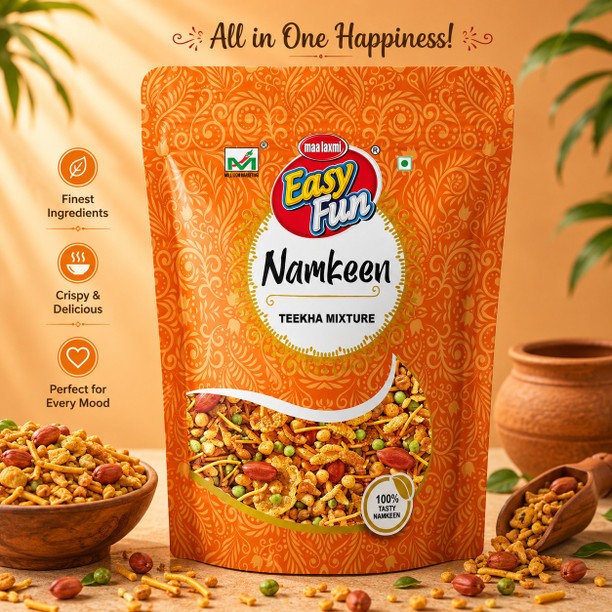 All in One Happiness!
maa laxmi
®
Easy
Fun
Namkeen
TEEKHA MIXTURE
Finest
Ingredients
Crispy &
Delicious
Perfect for
Every Mood
100%
TASTY
NAMKEEN